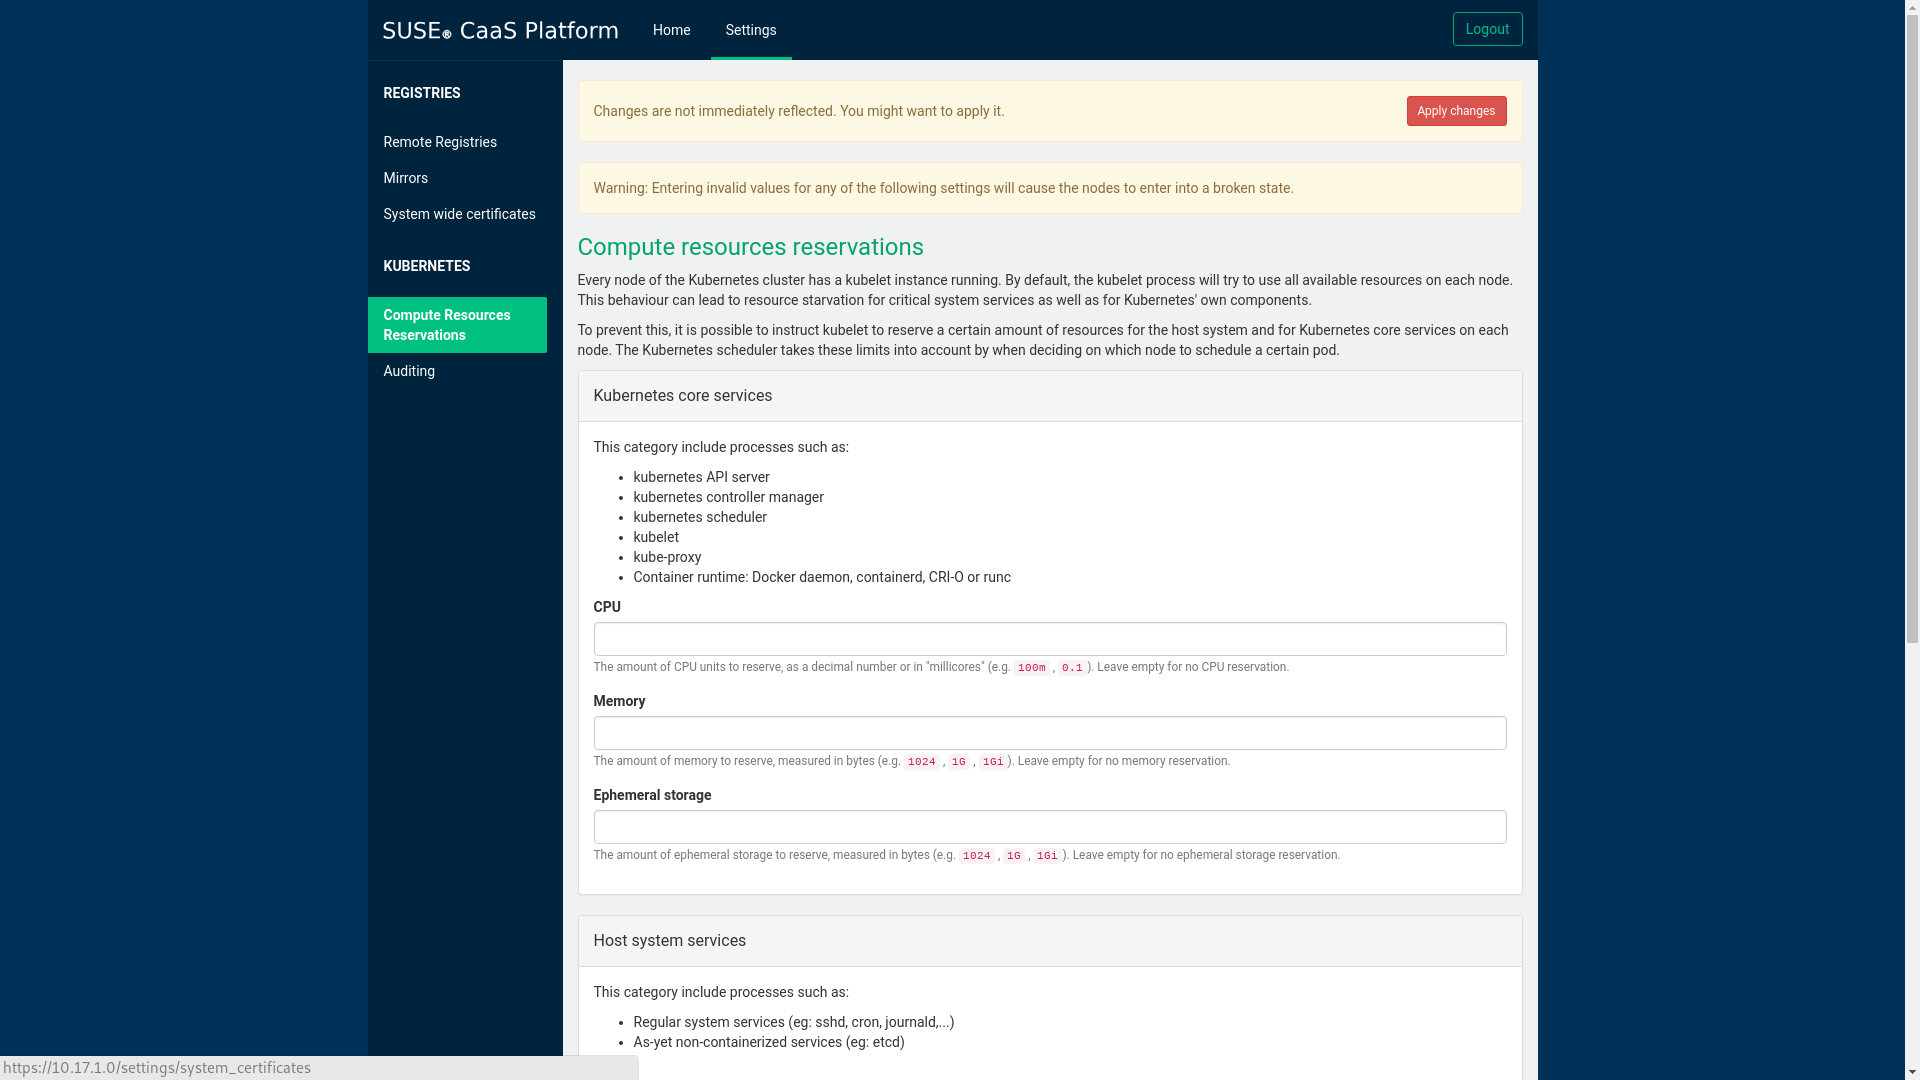 SUSE® CaaS Platform Home Settings Logout
REGISTRIES
Remote Registries
Mirrors
System wide certificates
KUBERNETES
Compute Resources
Reservations
Auditing
Changes are not immediately reflected. You might want to apply it. Apply changes
Warning: Entering invalid values for any of the following settings will cause the nodes to enter into a broken state.
Compute resources reservations
Every node of the Kubernetes cluster has a kubelet instance running. By default, the kubelet process will try to use all available resources on each node.
This behaviour can lead to resource starvation for critical system services as well as for Kubernetes' own components.
To prevent this, it is possible to instruct kubelet to reserve a certain amount of resources for the host system and for Kubernetes core services on each
node. The Kubernetes scheduler takes these limits into account by when deciding on which node to schedule a certain pod.
Kubernetes core services
This category include processes such as:
• kubernetes API server
• kubernetes controller manager
• kubernetes scheduler
• kubelet
• kube-proxy
• Container runtime: Docker daemon, containerd, CRI-O or runc
CPU
The amount of CPU units to reserve, as a decimal number or in "millicores" (e.g. 100m , 0.1 ). Leave empty for no CPU reservation.
Memory
The amount of memory to reserve, measured in bytes (e.g. 1024 , 1G , 1Gi ). Leave empty for no memory reservation.
Ephemeral storage
The amount of ephemeral storage to reserve, measured in bytes (e.g. 1024 , 1G , 1Gi ). Leave empty for no ephemeral storage reservation.
Host system services
This category include processes such as:
• Regular system services (eg: sshd, cron, journald,...)
• As-yet non-containerized services (eg: etcd)
https://10.17.1.0/settings/system_certificates